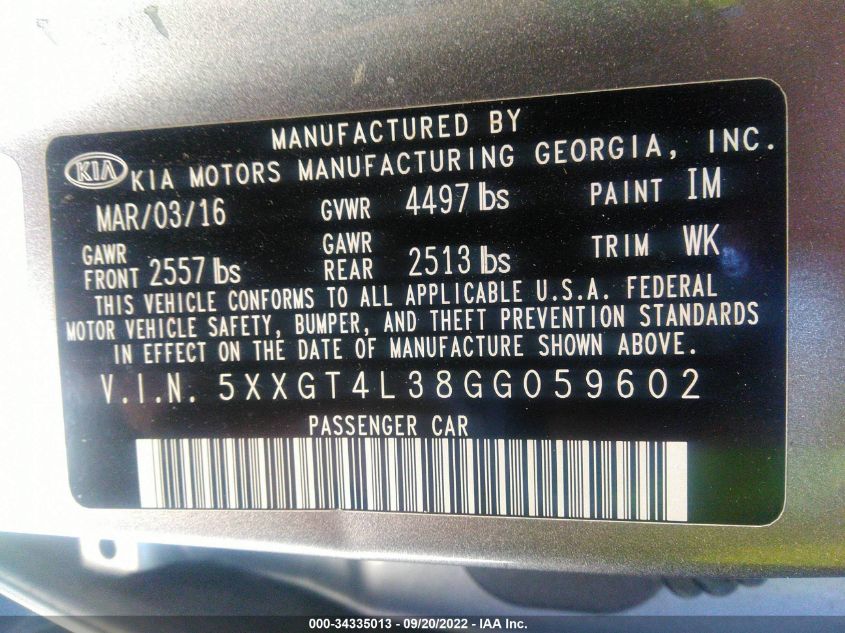 MANUFACTURED BY
KIA KIA MOTORS MANUFACTURING GEORGIA, INC.
MAR/03/16 GVWR 4497 lbs PAINT IM
GAWR FRONT 2557 lbs GAWR REAR 2513 lbs TRIM WK
THIS VEHICLE CONFORMS TO ALL APPLICABLE U.S.A. FEDERAL
MOTOR VEHICLE SAFETY, BUMPER, AND THEFT PREVENTION STANDARDS
IN EFFECT ON THE DATE OF MANUFACTURE SHOWN ABOVE.
V.I.N. 5XXGT4L38GG059602
PASSENGER CAR
000-34335013 - 09/20/2022 - IAA Inc.